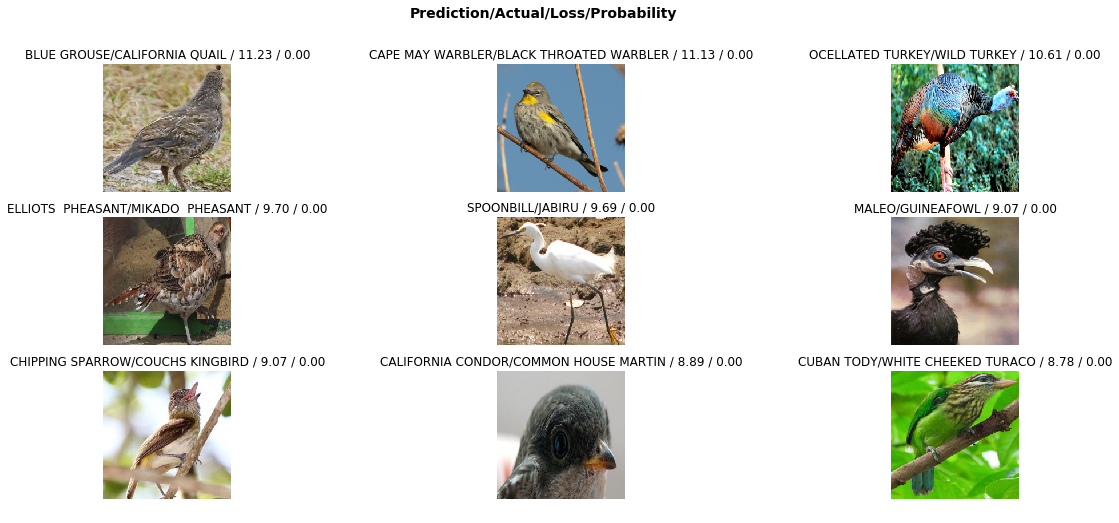 Prediction/Actual/Loss/Probability
BLUE GROUSE/CALIFORNIA QUAIL / 11.23 / 0.00
CAPE MAY WARBLER/BLACK THROATED WARBLER / 11.13 / 0.00
OCELLATED TURKEY/WILD TURKEY / 10.61 / 0.00
ELLIOTS  PHEASANT/MIKADO  PHEASANT / 9.70 / 0.00
SPOONBILL/JABIRU / 9.69 / 0.00
MALEO/GUINEAFOWL / 9.07 / 0.00
CHIPPING SPARROW/COUCHS KINGBIRD / 9.07 / 0.00
CALIFORNIA CONDOR/COMMON HOUSE MARTIN / 8.89 / 0.00
CUBAN TODY/WHITE CHEEKED TURACO / 8.78 / 0.00